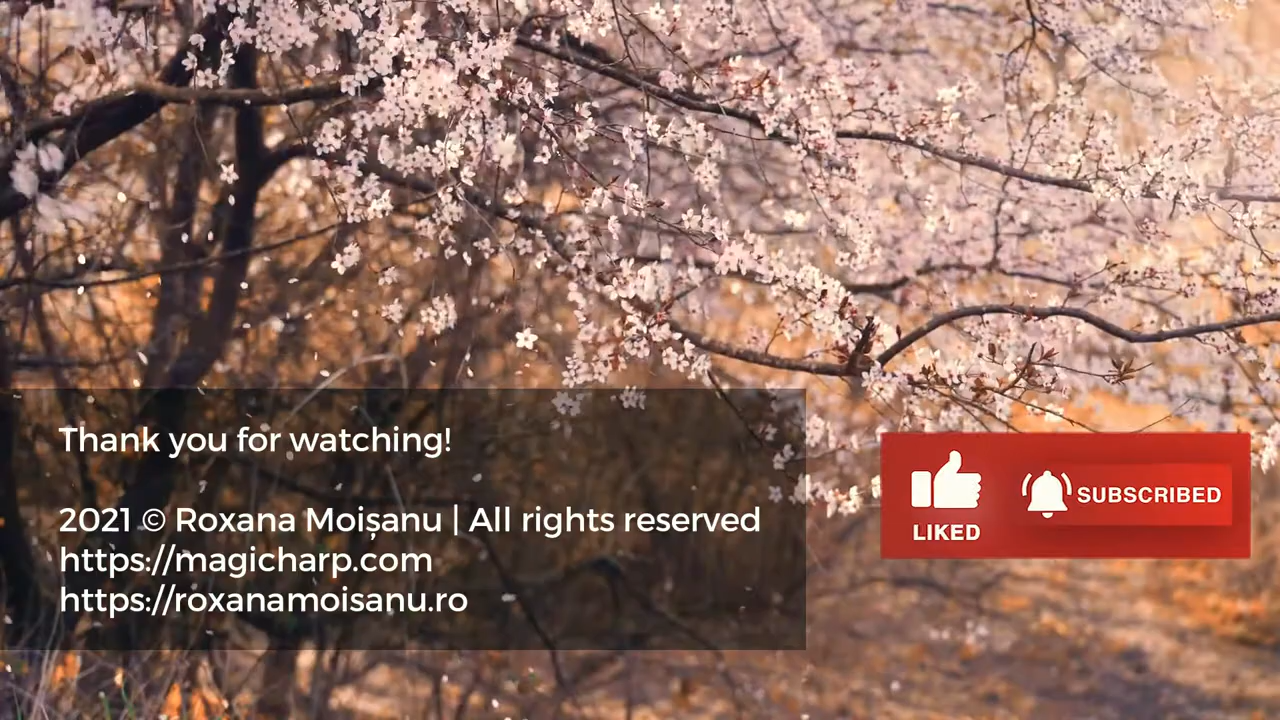 Thank you for watching!
2021 © Roxana Moișanu | All rights reserved
https://magicharp.com
https://roxanamoisanu.ro
LIKED
SUBSCRIBED